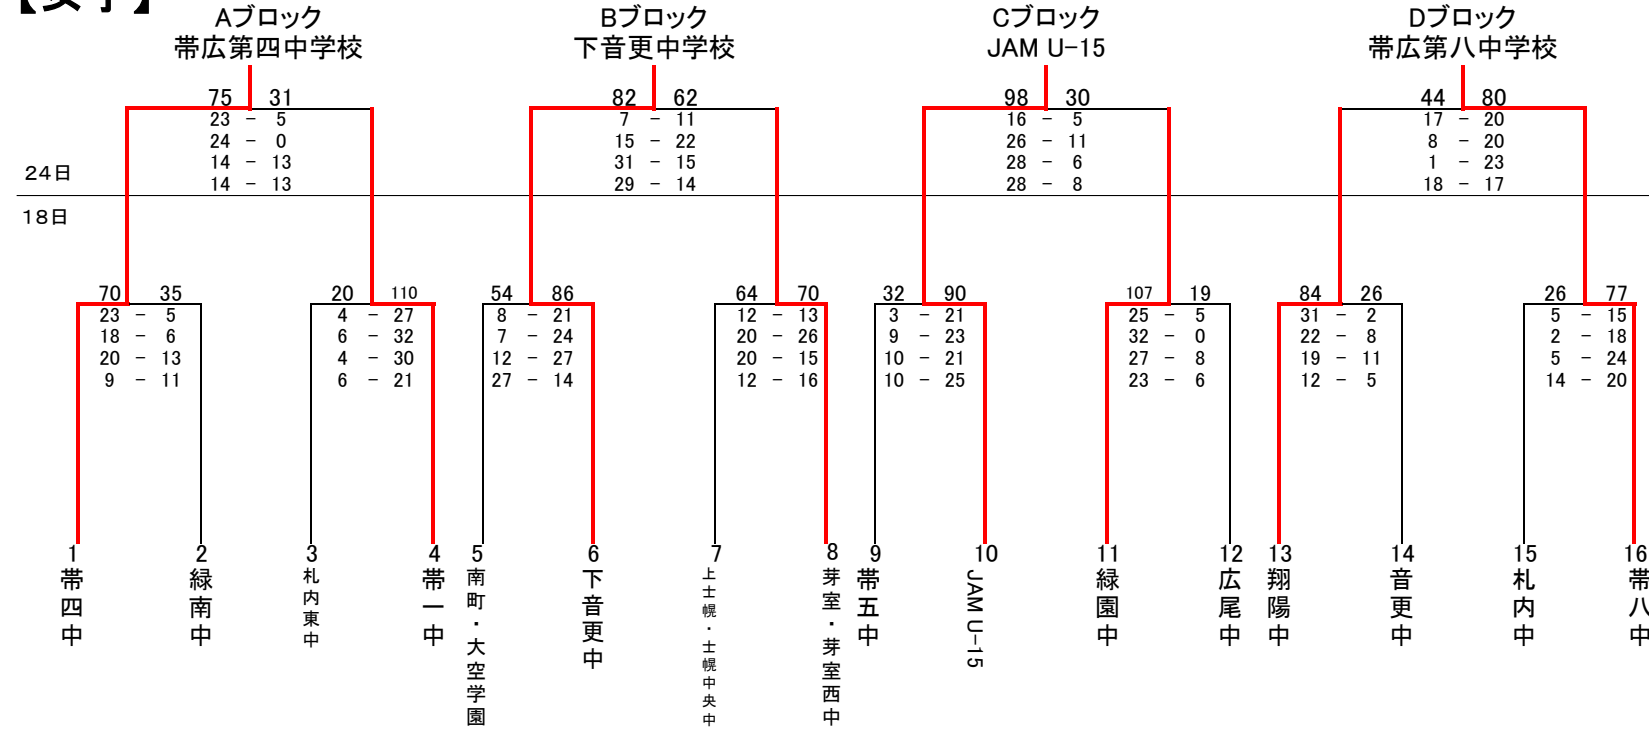 【女子】
Aブロック Bブロック Cブロック Dブロック
帯広第四中学校 下音更中学校 JAM U-15 帯広第八中学校
75 31 82 62 98 30 44 80
23 - 5 7 - 11 16 - 5 17 - 20
24 - 0 15 - 22 26 - 11 8 - 20
14 - 13 31 - 15 28 - 6 1 - 23
14 - 13 29 - 14 28 - 8 18 - 17
24日
18日
70 35 20 110 54 86 64 70 32 90 107 19 84 26 26 77
23 - 5 4 - 27 8 - 21 12 - 13 3 - 21 25 - 5 31 - 2 5 - 15
18 - 6 6 - 32 7 - 24 20 - 26 9 - 23 32 - 0 22 - 8 2 - 18
20 - 13 4 - 30 12 - 27 20 - 15 10 - 21 27 - 8 19 - 11 5 - 24
9 - 11 6 - 21 27 - 14 12 - 16 10 - 25 23 - 6 12 - 5 14 - 20
1 2 3 4 5 6 7 8 9 10 11 12 13 14 15 16
帯四中
緑南中
札内東中
帯一中
南町・大空学園
下音更中
上士幌・士幌中央中
芽室・芽室西中
帯五中
JAM U-15
緑園中
広尾中
翔陽中
音更中
札内中
帯八中